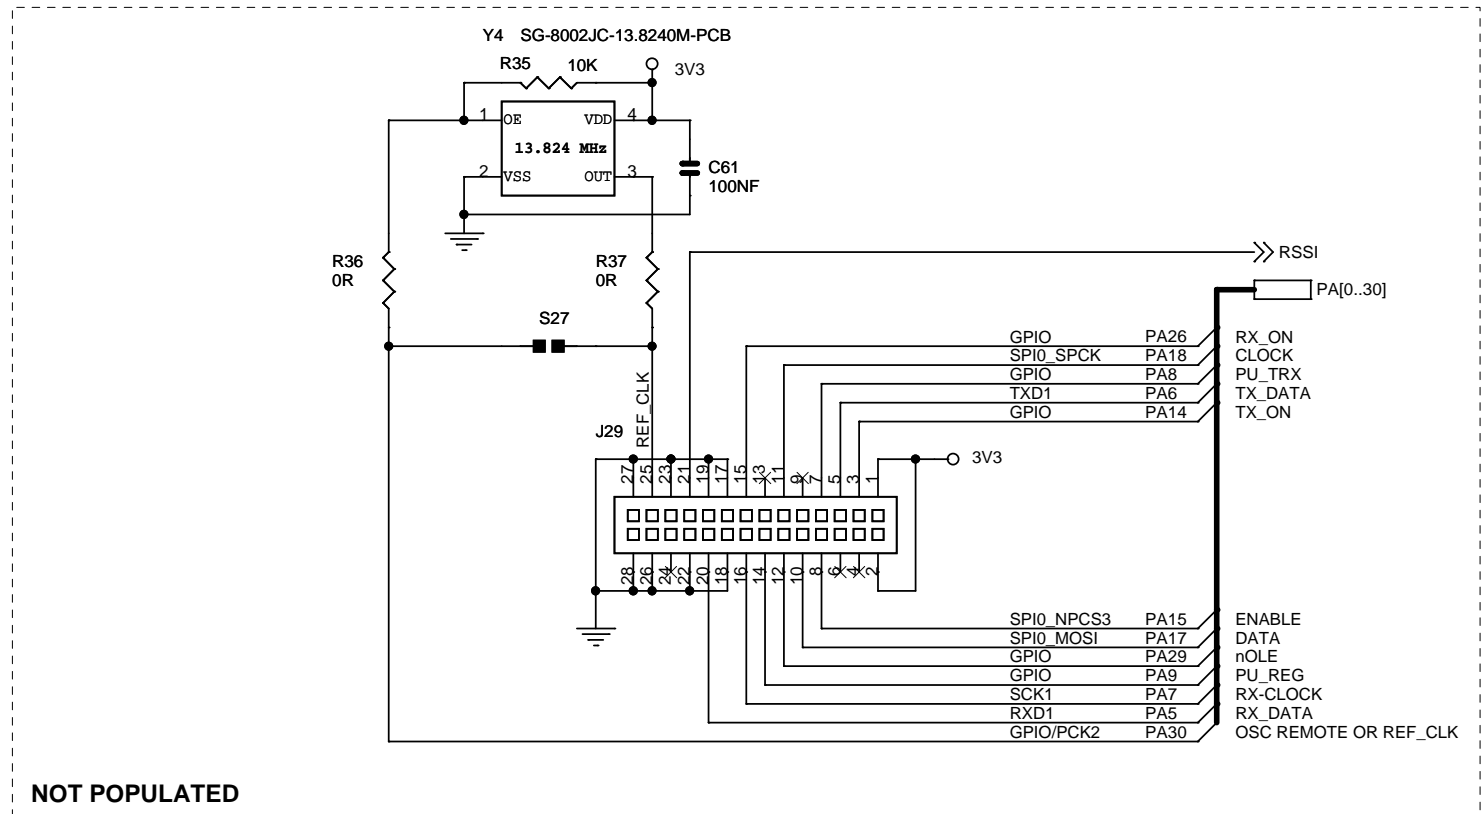 Y4 SG-8002JC-13.8240M-PCB
R35 10K
3V3
1 OE VDD 4
13.824 MHz
2 VSS OUT 3
C61
100NF
R36
0R
R37
0R
RSSI
PA[0..30]
S27
GPIO PA26 RX_ON
SPI0_SPCK PA18 CLOCK
GPIO PA8 PU_TRX
TXD1 PA6 TX_DATA
GPIO PA14 TX_ON
REF_CLK
J29
3V3
27 25 23 21 19 17 15 13 11 9 7 5 3 1
28 26 24 22 20 18 16 14 12 10 8 6 4 2
SPI0_NPCS3 PA15 ENABLE
SPI0_MOSI PA17 DATA
GPIO PA29 nOLE
GPIO PA9 PU_REG
SCK1 PA7 RX-CLOCK
RXD1 PA5 RX_DATA
GPIO/PCK2 PA30 OSC REMOTE OR REF_CLK
NOT POPULATED